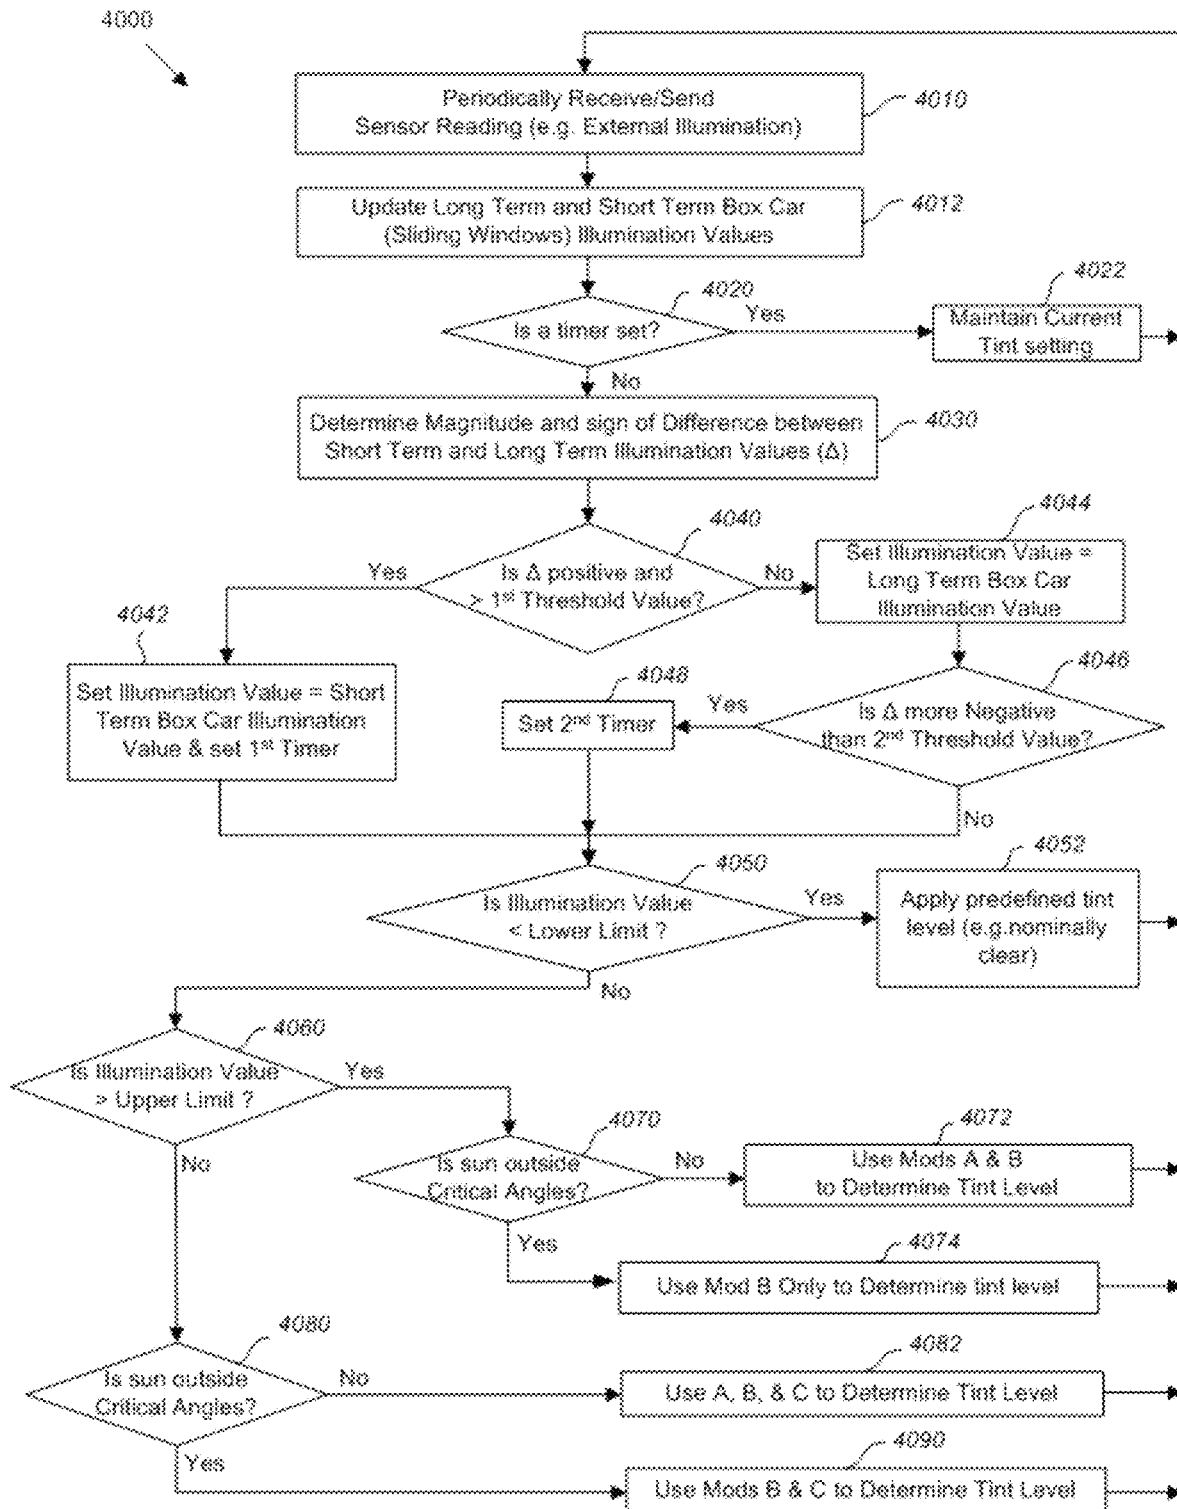 4000
Periodically Receive/Send
Sensor Reading (e.g. External Illumination)
4010
Update Long Term and Short Term Box Car
(Sliding Windows) Illumination Values
4012
4020
Is a timer set?
Yes
4022
Maintain Current
Tint setting
No
Determine Magnitude and sign of Difference between
Short Term and Long Term Illumination Values (Δ)
4030
4040
Is Δ positive and
> 1st Threshold Value?
Yes
No
4044
Set Illumination Value =
Long Term Box Car
Illumination Value
4042
Set Illumination Value = Short
Term Box Car Illumination
Value & set 1st Timer
4046
Is Δ more Negative
than 2nd Threshold Value?
Yes
4048
Set 2nd Timer
No
4050
Is Illumination Value
< Lower Limit ?
Yes
4052
Apply predefined tint
level (e.g.nominally
clear)
No
4060
Is Illumination Value
> Upper Limit ?
Yes
No
4070
Is sun outside
Critical Angles?
No
4072
Use Mods A & B
to Determine Tint Level
Yes
4074
Use Mod B Only to Determine tint level
4080
Is sun outside
Critical Angles?
No
4082
Use A, B, & C to Determine Tint Level
Yes
4090
Use Mods B & C to Determine Tint Level